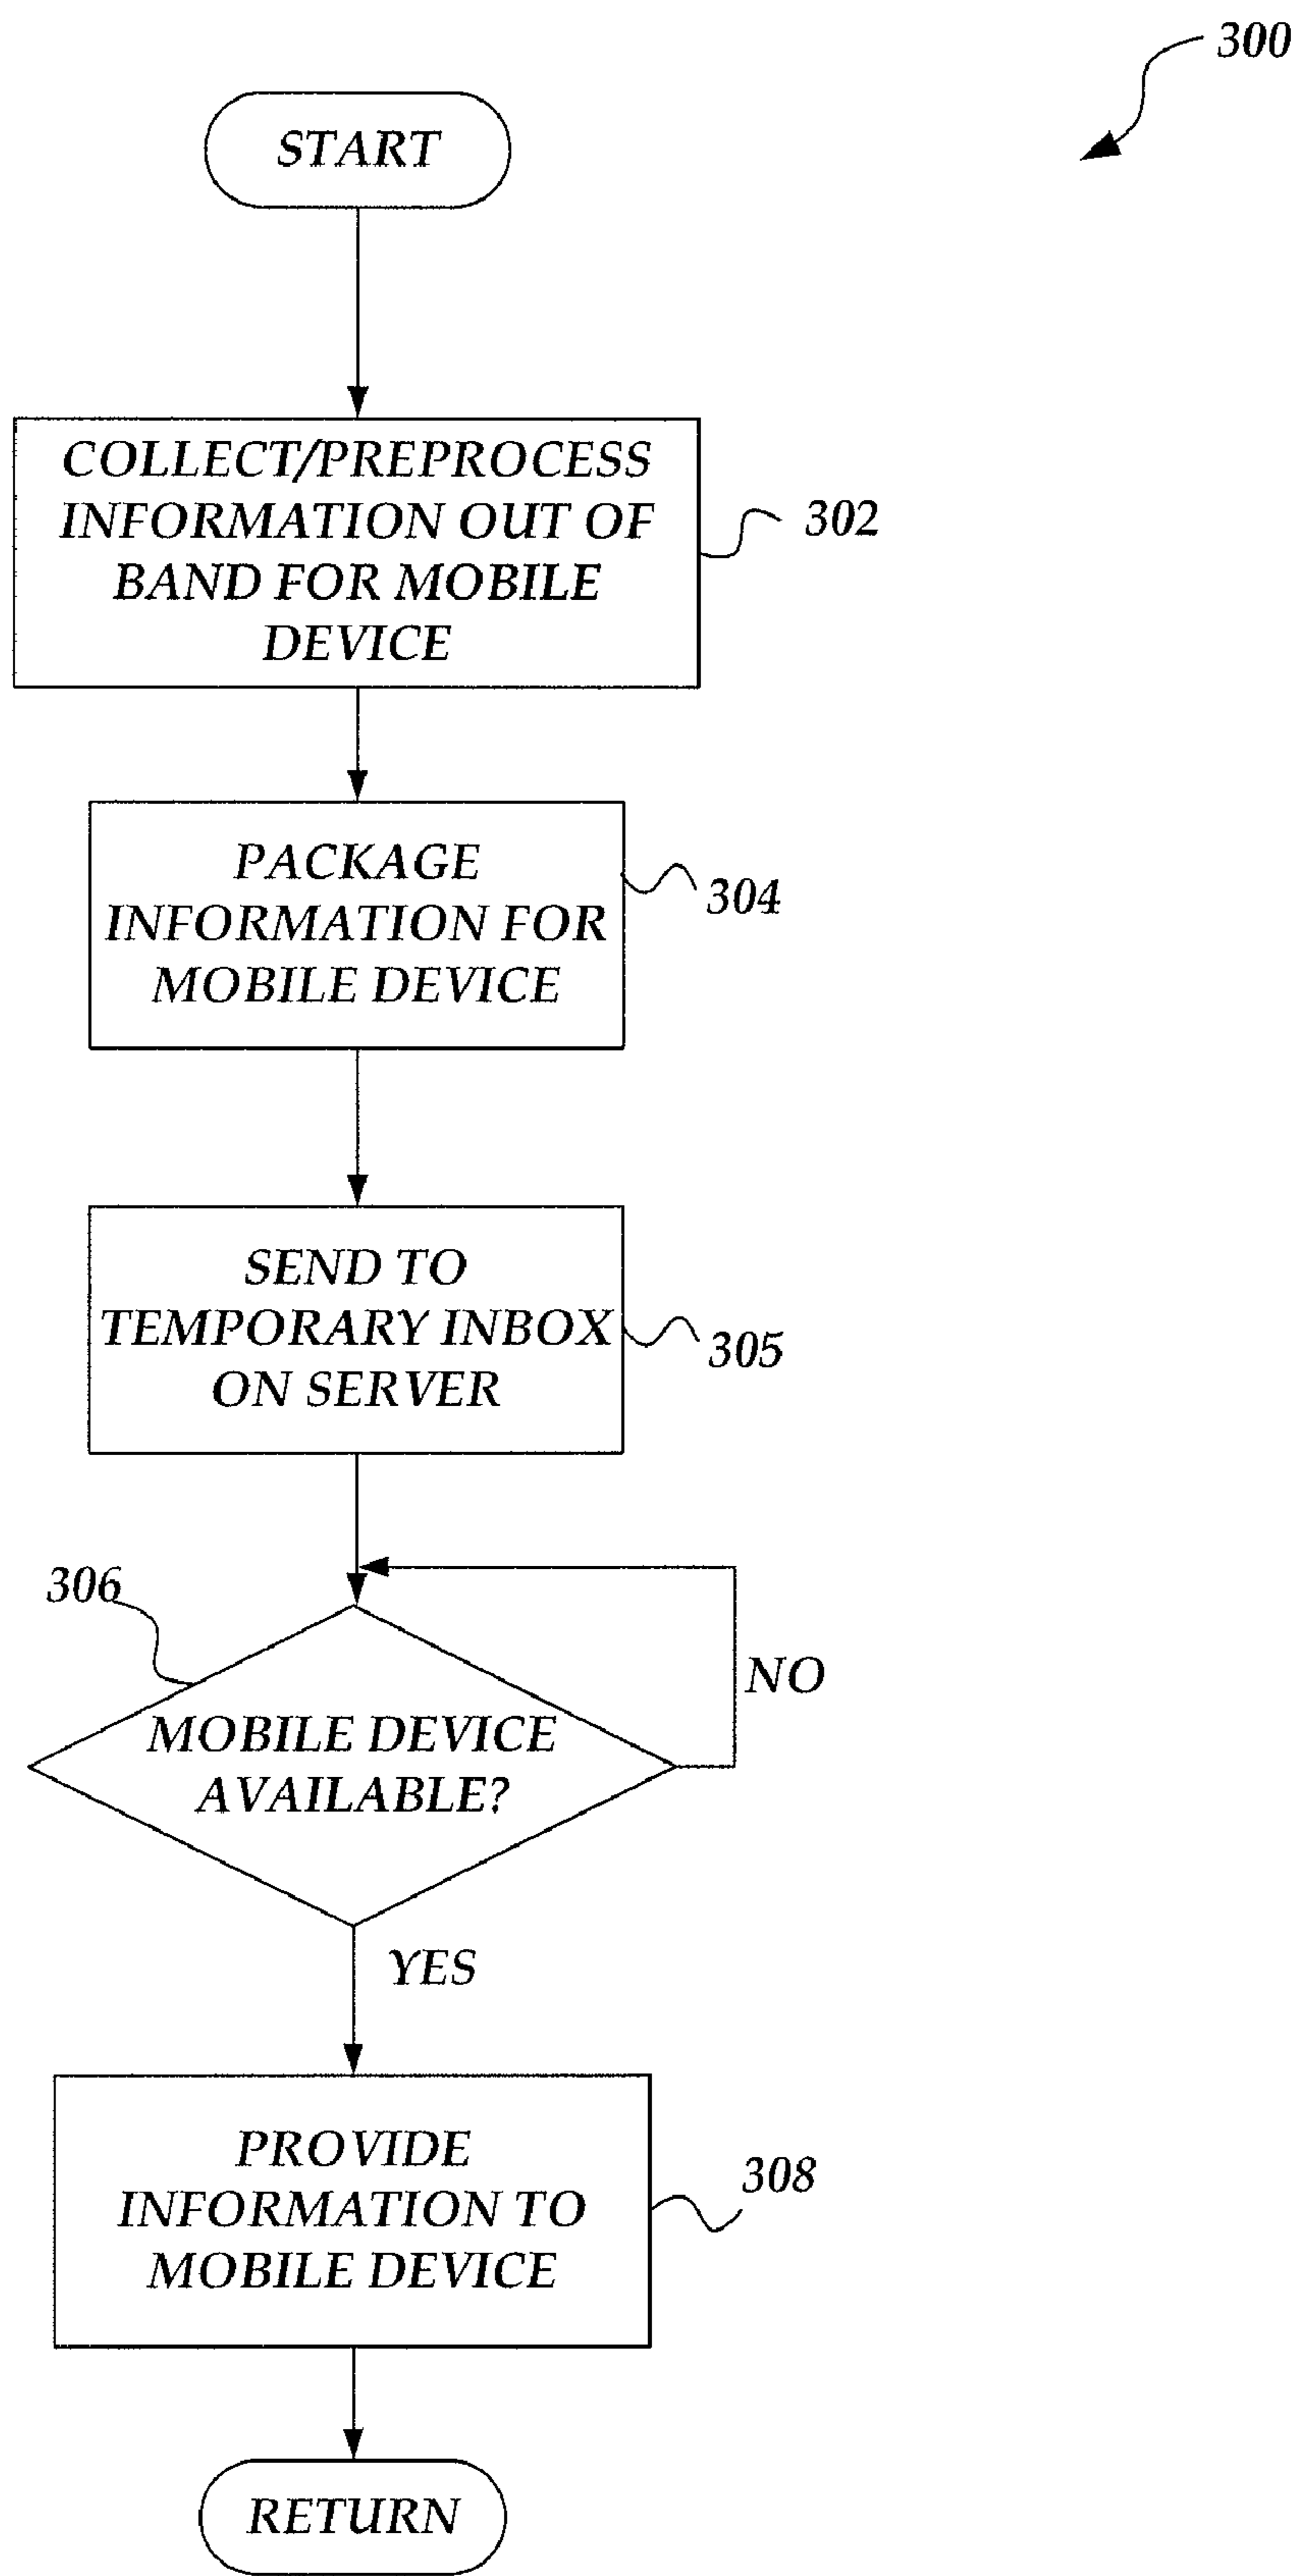 300
START
COLLECT/PREPROCESS
INFORMATION OUT OF
BAND FOR MOBILE
DEVICE
302
PACKAGE
INFORMATION FOR
MOBILE DEVICE
304
SEND TO
TEMPORARY INBOX
ON SERVER
305
306
NO
MOBILE DEVICE
AVAILABLE?
YES
PROVIDE
INFORMATION TO
MOBILE DEVICE
308
RETURN